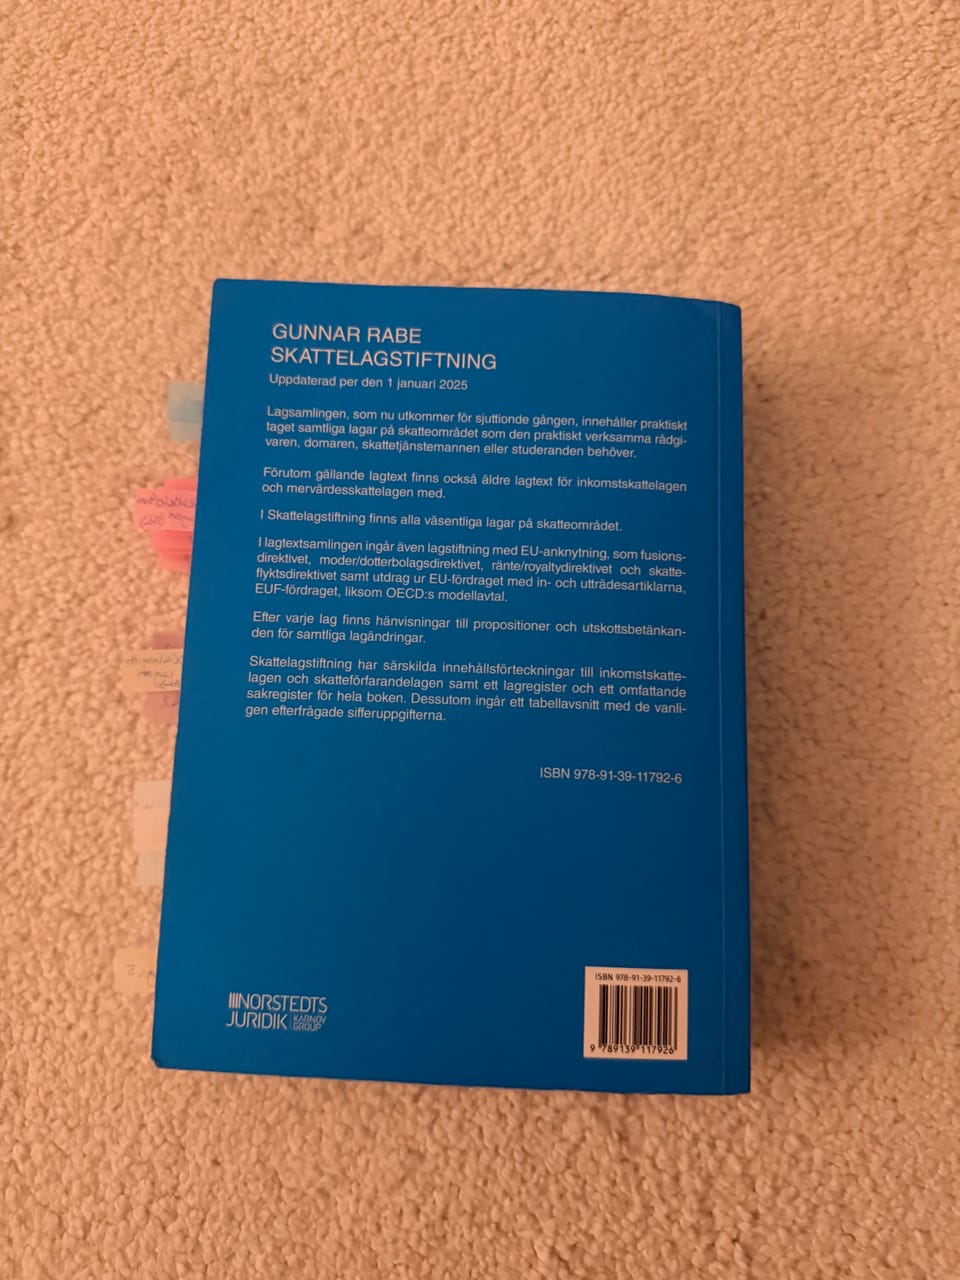 GUNNAR RABE
SKATTELAGSTIFTNING
Uppdaterad per den 1 januari 2025
Lagsamlingen, som nu utkommer för sjuttionde gången, innehåller praktiskt
taget samtliga lagar på skatteområdet som den praktiskt verksamma rådgi-
varen, domaren, skattetjänstemannen eller studeranden behöver.
Förutom gällande lagtext finns också äldre lagtext för inkomstskattelagen
och mervärdesskattelagen med.
I Skattelagstiftning finns alla väsentliga lagar på skatteområdet.
I lagtextsamlingen ingår även lagstiftning med EU-anknytning, som fusions-
direktivet, moder/dotterbolagsdirektivet, ränte/royaltydirektivet och skatte-
flyktsdirektivet samt utdrag ur EU-fördraget med in- och utträdesartiklarna,
EUF-fördraget, liksom OECD:s modellavtal.
Efter varje lag finns hänvisningar till propositioner och utskottsbetänkan-
den för samtliga lagändringar.
Skattelagstiftning har särskilda innehållsförteckningar till inkomstskatte-
lagen och skatteförfarandelagen samt ett lagregister och ett omfattande
sakregister för hela boken. Dessutom ingår ett tabellavsnitt med de vanli-
gen efterfrågade sifferuppgifterna.
ISBN 978-91-39-11792-6
NORSTEDTS
JURIDIK KARNOV
GROUP
ISBN 978-91-39-11792-6
9 789139 117926